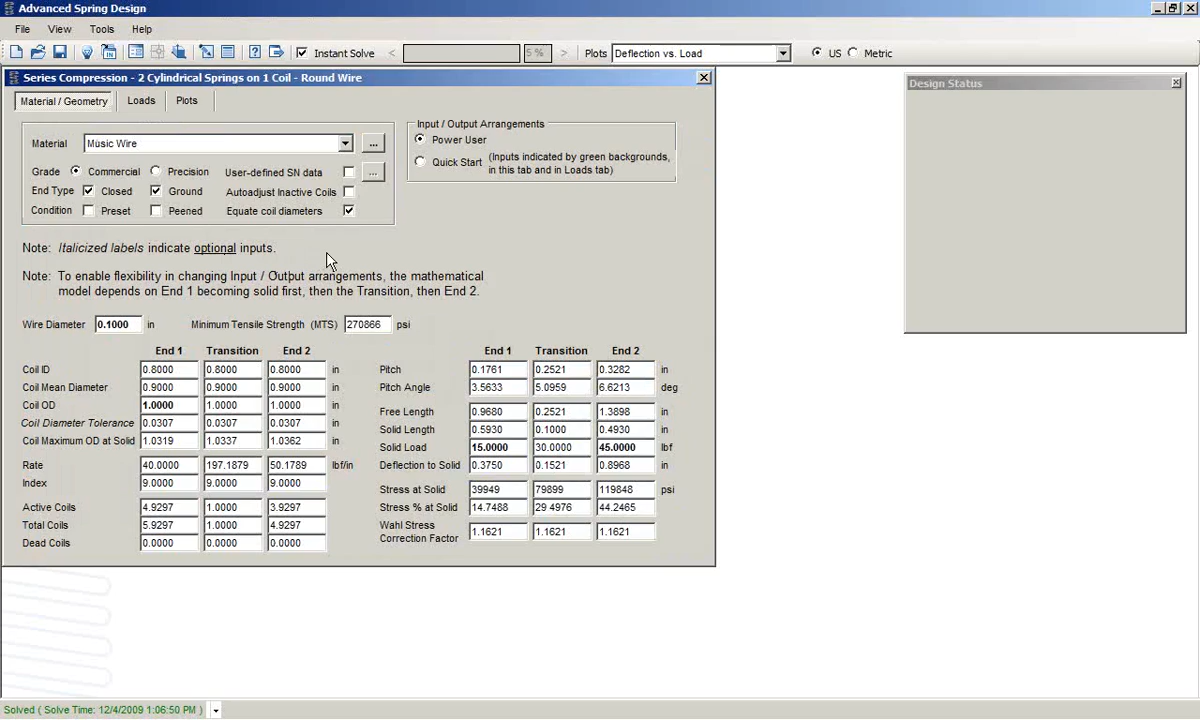 Advanced Spring Design
File View Tools Help
Instant Solve < 5 % > Plots Deflection vs. Load US Metric
Series Compression - 2 Cylindrical Springs on 1 Coil - Round Wire
Design Status
Material / Geometry Loads Plots
Material Music Wire ...
Grade Commercial Precision User-defined SN data ...
End Type Closed Ground Autoadjust Inactive Coils
Condition Preset Peened Equate coil diameters
Input / Output Arrangements
Power User
Quick Start (Inputs indicated by green backgrounds,
in this tab and in Loads tab)
Note: Italicized labels indicate optional inputs.
Note: To enable flexibility in changing Input / Output arrangements, the mathematical
model depends on End 1 becoming solid first, then the Transition, then End 2.
Wire Diameter 0.1000 in Minimum Tensile Strength (MTS) 270866 psi
End 1 Transition End 2
Coil ID 0.8000 0.8000 0.8000 in
Coil Mean Diameter 0.9000 0.9000 0.9000 in
Coil OD 1.0000 1.0000 1.0000 in
Coil Diameter Tolerance 0.0307 0.0307 0.0307 in
Coil Maximum OD at Solid 1.0319 1.0337 1.0362 in
Rate 40.0000 197.1879 50.1789 lbf/in
Index 9.0000 9.0000 9.0000
Active Coils 4.9297 1.0000 3.9297
Total Coils 5.9297 1.0000 4.9297
Dead Coils 0.0000 0.0000 0.0000
End 1 Transition End 2
Pitch 0.1761 0.2521 0.3282 in
Pitch Angle 3.5633 5.0959 6.6213 deg
Free Length 0.9680 0.2521 1.3898 in
Solid Length 0.5930 0.1000 0.4930 in
Solid Load 15.0000 30.0000 45.0000 lbf
Deflection to Solid 0.3750 0.1521 0.8968 in
Stress at Solid 39949 79899 119848 psi
Stress % at Solid 14.7488 29.4976 44.2465
Wahl Stress
Correction Factor 1.1621 1.1621 1.1621
Solved ( Solve Time: 12/4/2009 1:06:50 PM )